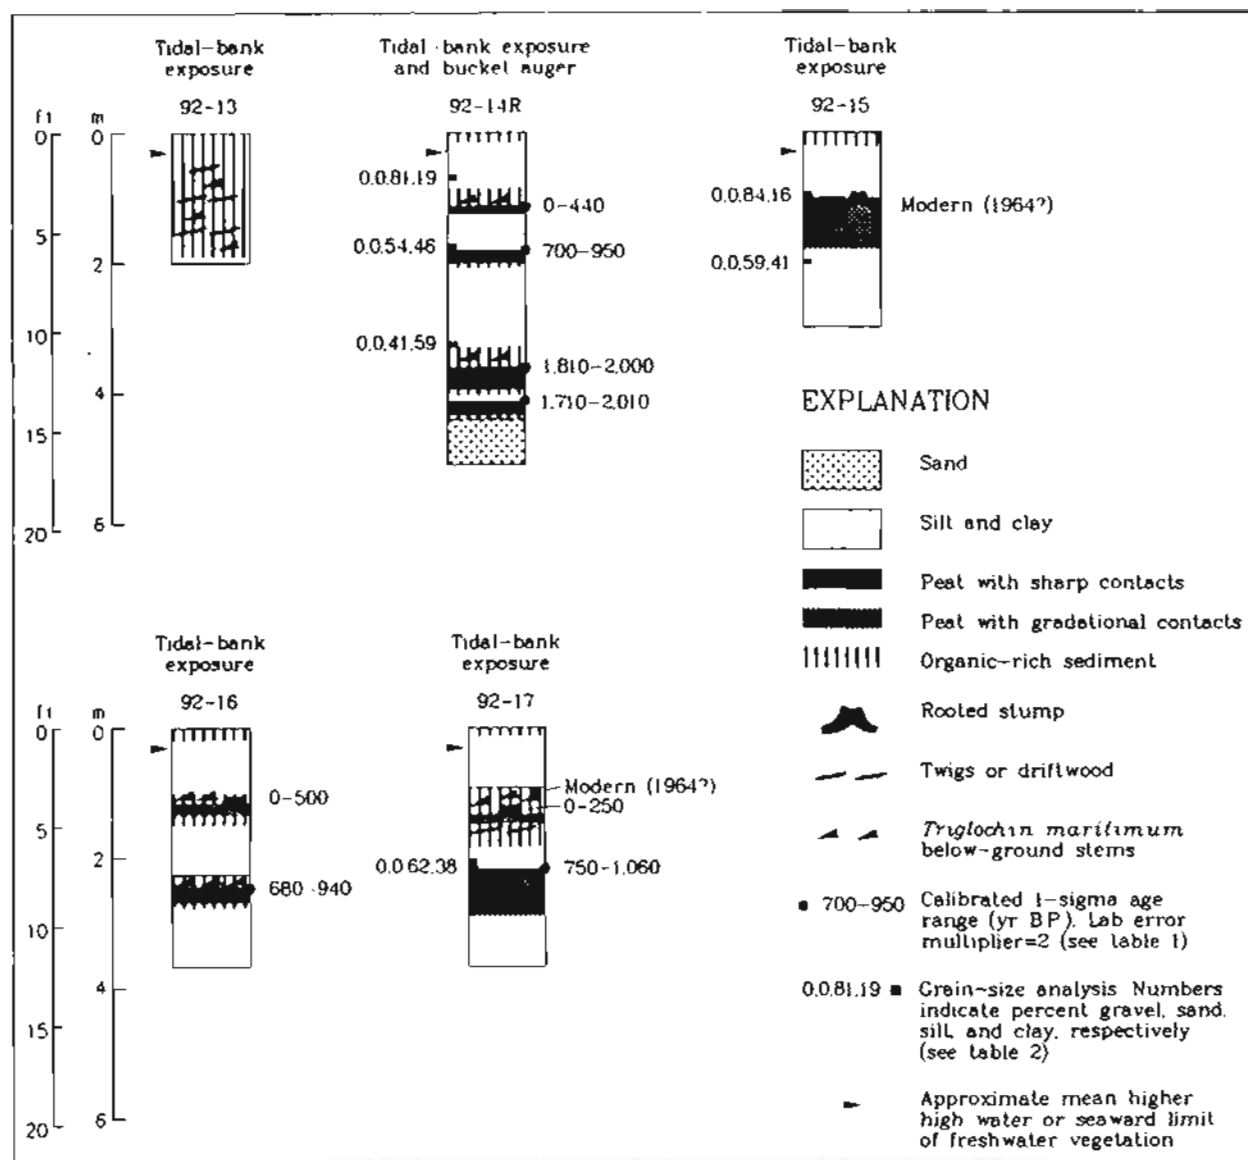 Tidal-bank
exposure
92-13
Tidal-bank exposure
and bucket auger
92-14R
Tidal-bank
exposure
92-15
ft
m
0
0
5
2
10
4
15
6
20
0,0,81,19
0-440
0,0,54,46
700-950
0,0,41,59
1,810-2,000
1,710-2,010
0,0,84,16
Modern (1964?)
0,0,59,41
Tidal-bank
exposure
92-16
Tidal-bank
exposure
92-17
ft
m
0
0
5
2
10
4
15
6
20
0-500
680-940
Modern (1964?)
0-250
0,0,62,38
750-1,060
EXPLANATION
Sand
Silt and clay
Peat with sharp contacts
Peat with gradational contacts
Organic-rich sediment
Rooted stump
Twigs or driftwood
Triglochin maritimum
below-ground stems
700-950 Calibrated 1-sigma age
range (yr BP). Lab error
multiplier=2 (see table 1)
0,0,81,19 Grain-size analysis Numbers
indicate percent gravel, sand,
silt, and clay, respectively
(see table 2)
Approximate mean higher
high water or seaward limit
of freshwater vegetation